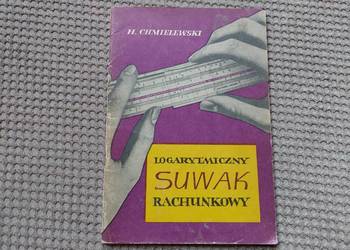 H. CHMIELEWSKI
LOGARYTMICZNY
SUWAK
RACHUNKOWY